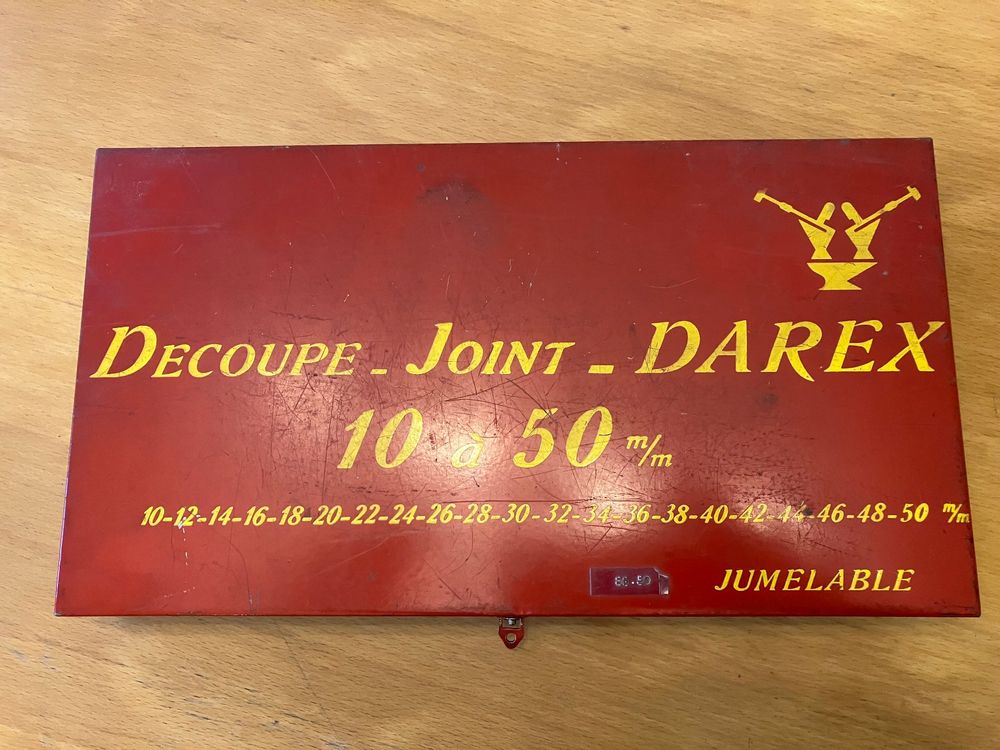 DECOUPE - JOINT - DAREX
10 à 50 m/m
10-12-14-16-18-20-22-24-26-28-30-32-34-36-38-40-42-44-46-48-50 m/m
JUMELABLE